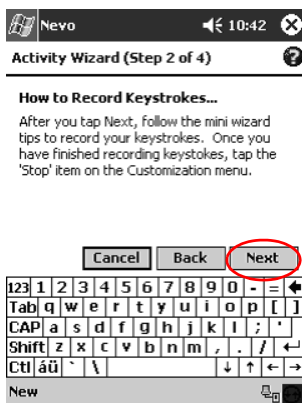 Nevo 10:42
Activity Wizard (Step 2 of 4) ?
How to Record Keystrokes...
After you tap Next, follow the mini wizard
tips to record your keystrokes. Once you
have finished recording keystokes, tap the
'Stop' item on the Customization menu.
Cancel Back Next
123 1 2 3 4 5 6 7 8 9 0 - =
Tab q w e r t y u i o p [ ]
CAP a s d f g h j k l ; '
Shift z x c v b n m , . /
Ctl áü ` \ ↓ ↑ ← →
New